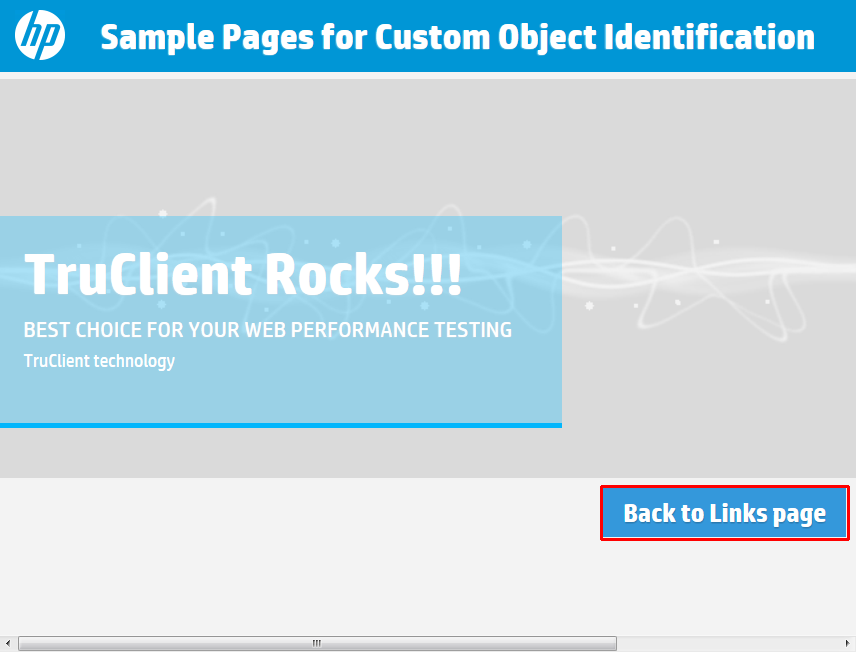 hp
Sample Pages for Custom Object Identification
TruClient Rocks!!!
BEST CHOICE FOR YOUR WEB PERFORMANCE TESTING
TruClient technology
Back to Links page